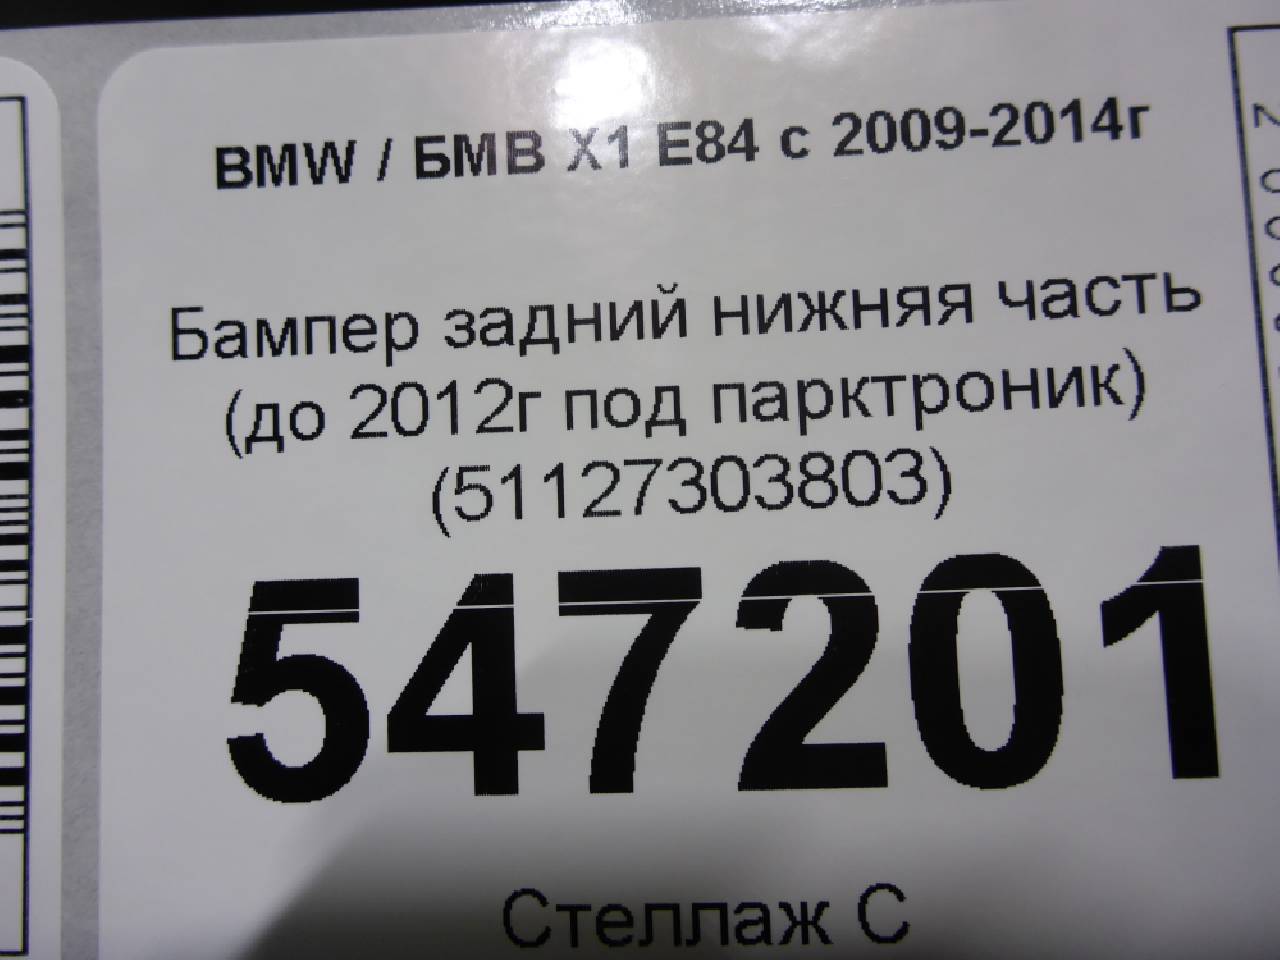 BMW / БМВ X1 E84 с 2009-2014г
Бампер задний нижняя часть
(до 2012г под парктроник)
(51127303803)
547201
Стеллаж С